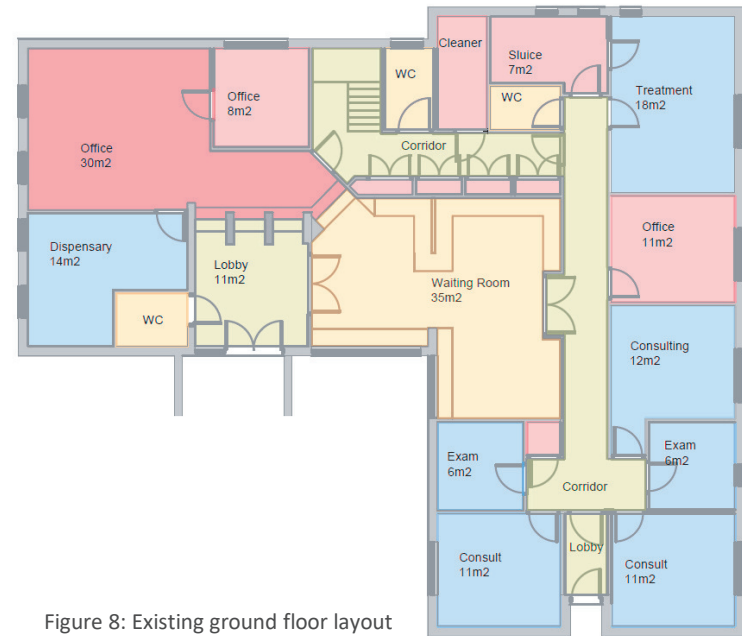 Cleaner
Sluice
7m2
WC
WC
Treatment
18m2
Office
8m2
Office
30m2
Corridor
Office
11m2
Dispensary
14m2
Lobby
11m2
Waiting Room
35m2
WC
Consulting
12m2
Exam
6m2
Exam
6m2
Corridor
Consult
11m2
Lobby
Consult
11m2
Figure 8: Existing ground floor layout